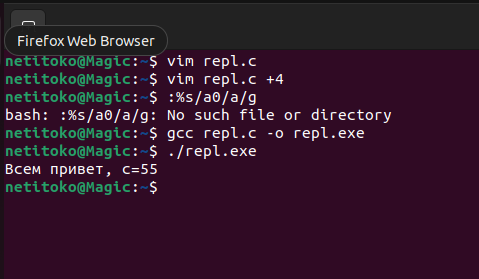 Firefox Web Browser
netitoko@Magic:~$ vim repl.c
netitoko@Magic:~$ vim repl.c +4
netitoko@Magic:~$ :%s/a0/a/g
bash: :%s/a0/a/g: No such file or directory
netitoko@Magic:~$ gcc repl.c -o repl.exe
netitoko@Magic:~$ ./repl.exe
Всем привет, c=55
netitoko@Magic:~$